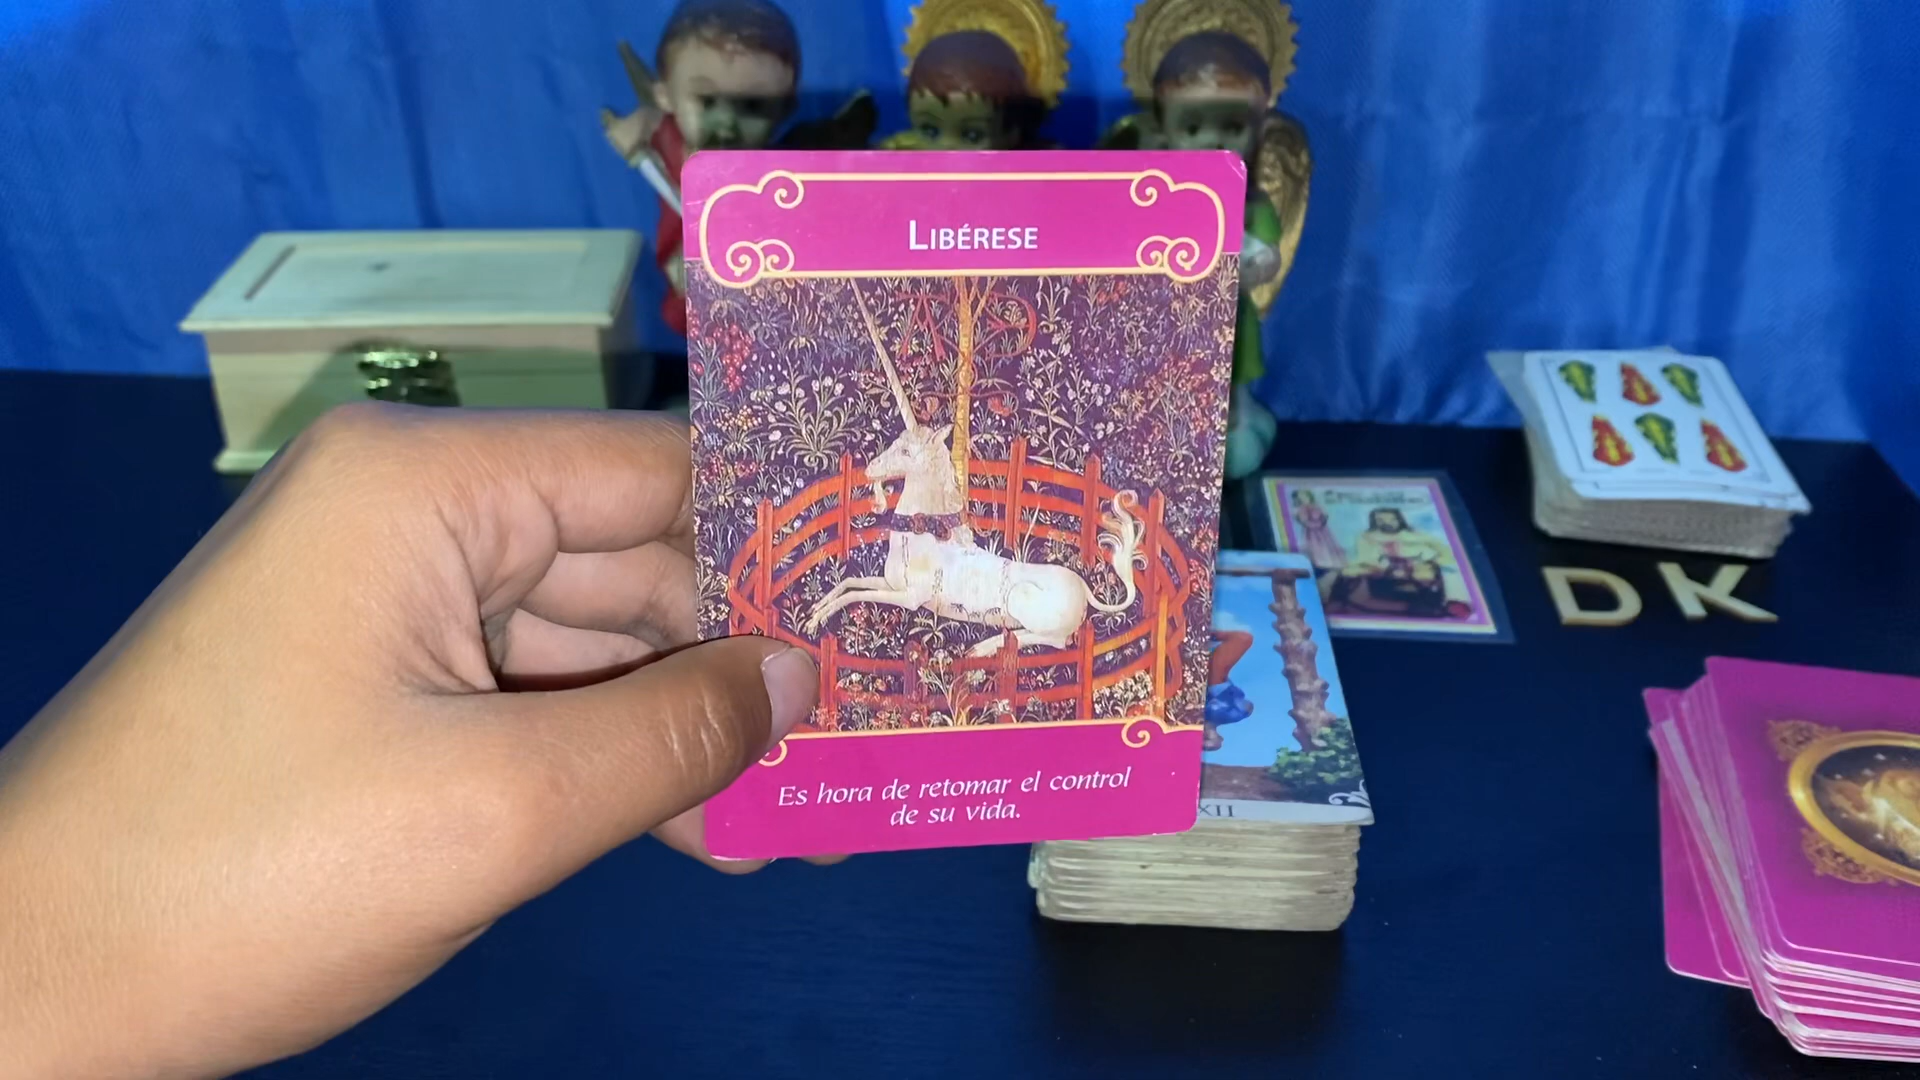 LIBÉRESE
Es hora de retomar el control
de su vida.
XII
DK